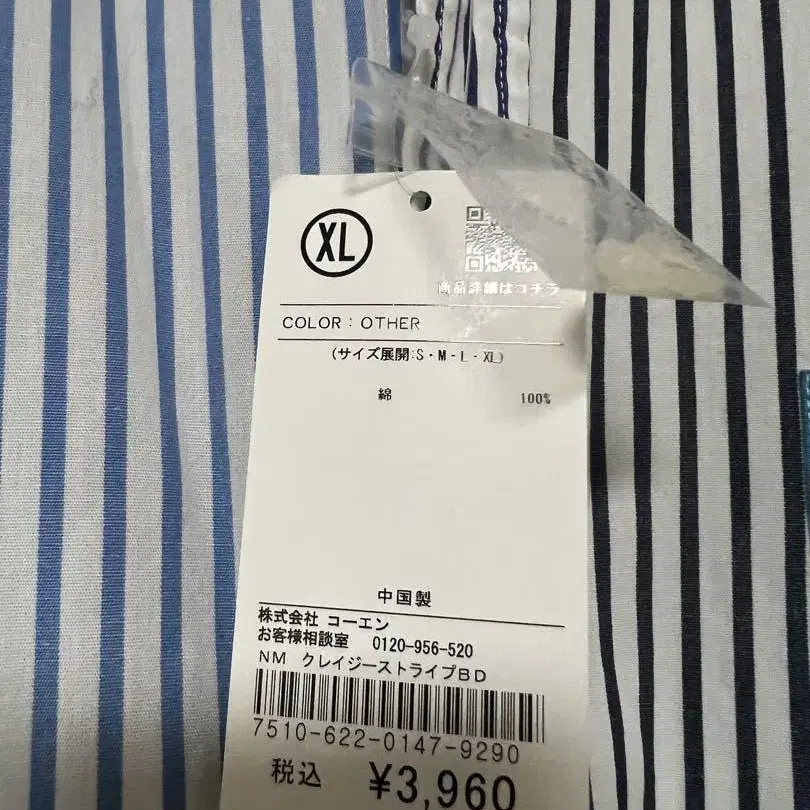 XL
商品詳細はコチラ
COLOR：OTHER
(サイズ展開:S・M・L・XL)
綿 100%
中国製
株式会社 コーエン
お客様相談室 0120-956-520
NM クレイジーストライプBD
7510-622-0147-9290
税込 ¥3,960